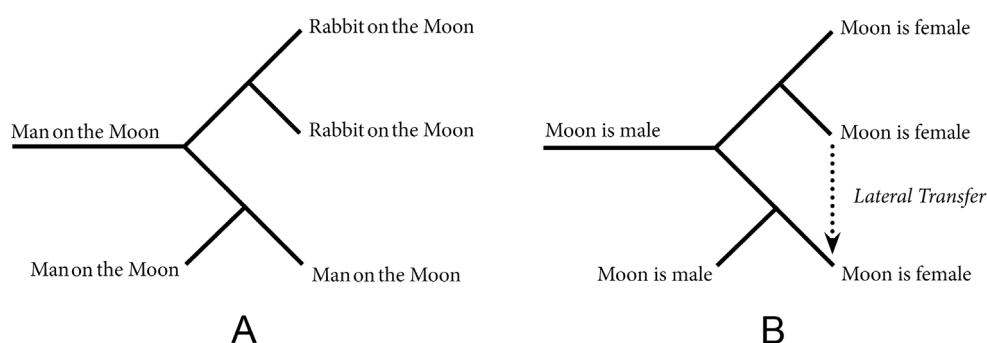 Rabbit on the Moon
Man on the Moon
Rabbit on the Moon
Man on the Moon
Man on the Moon
A
Moon is female
Moon is male
Moon is female
Lateral Transfer
Moon is male
Moon is female
B